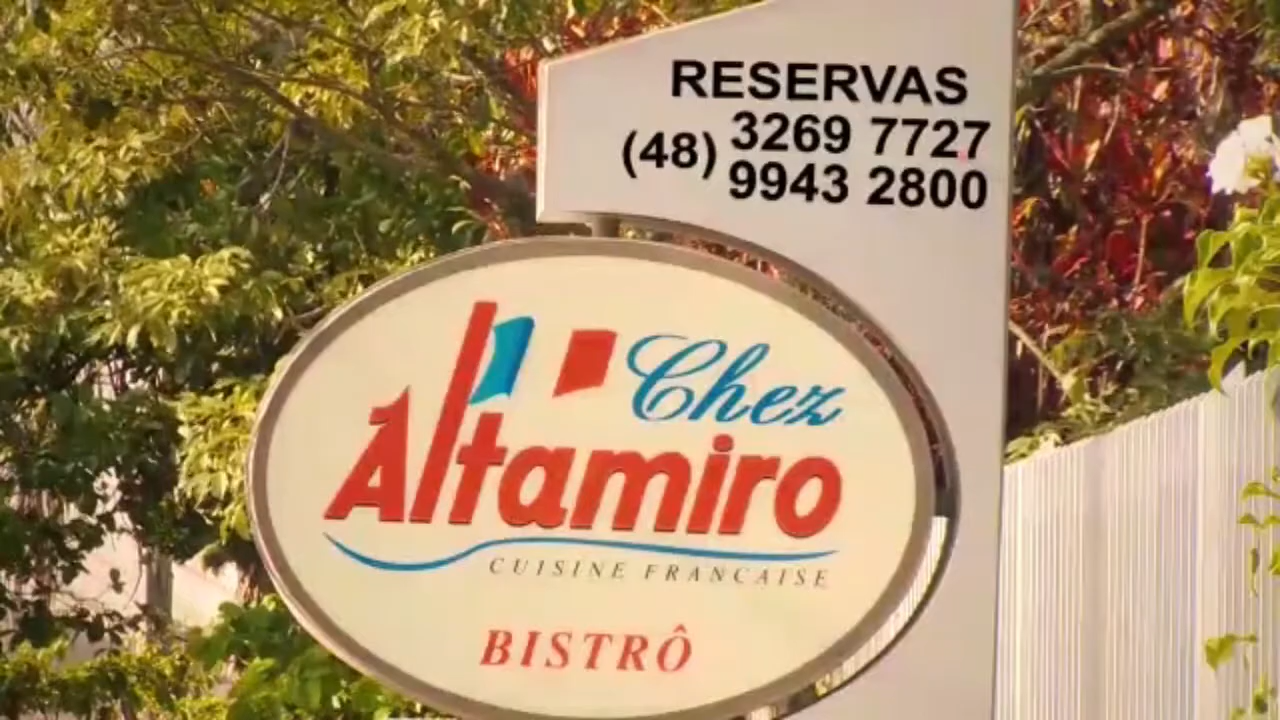 RESERVAS
(48) 3269 7727
9943 2800
Chez
Altamiro
CUISINE FRANCAISE
BISTRÔ